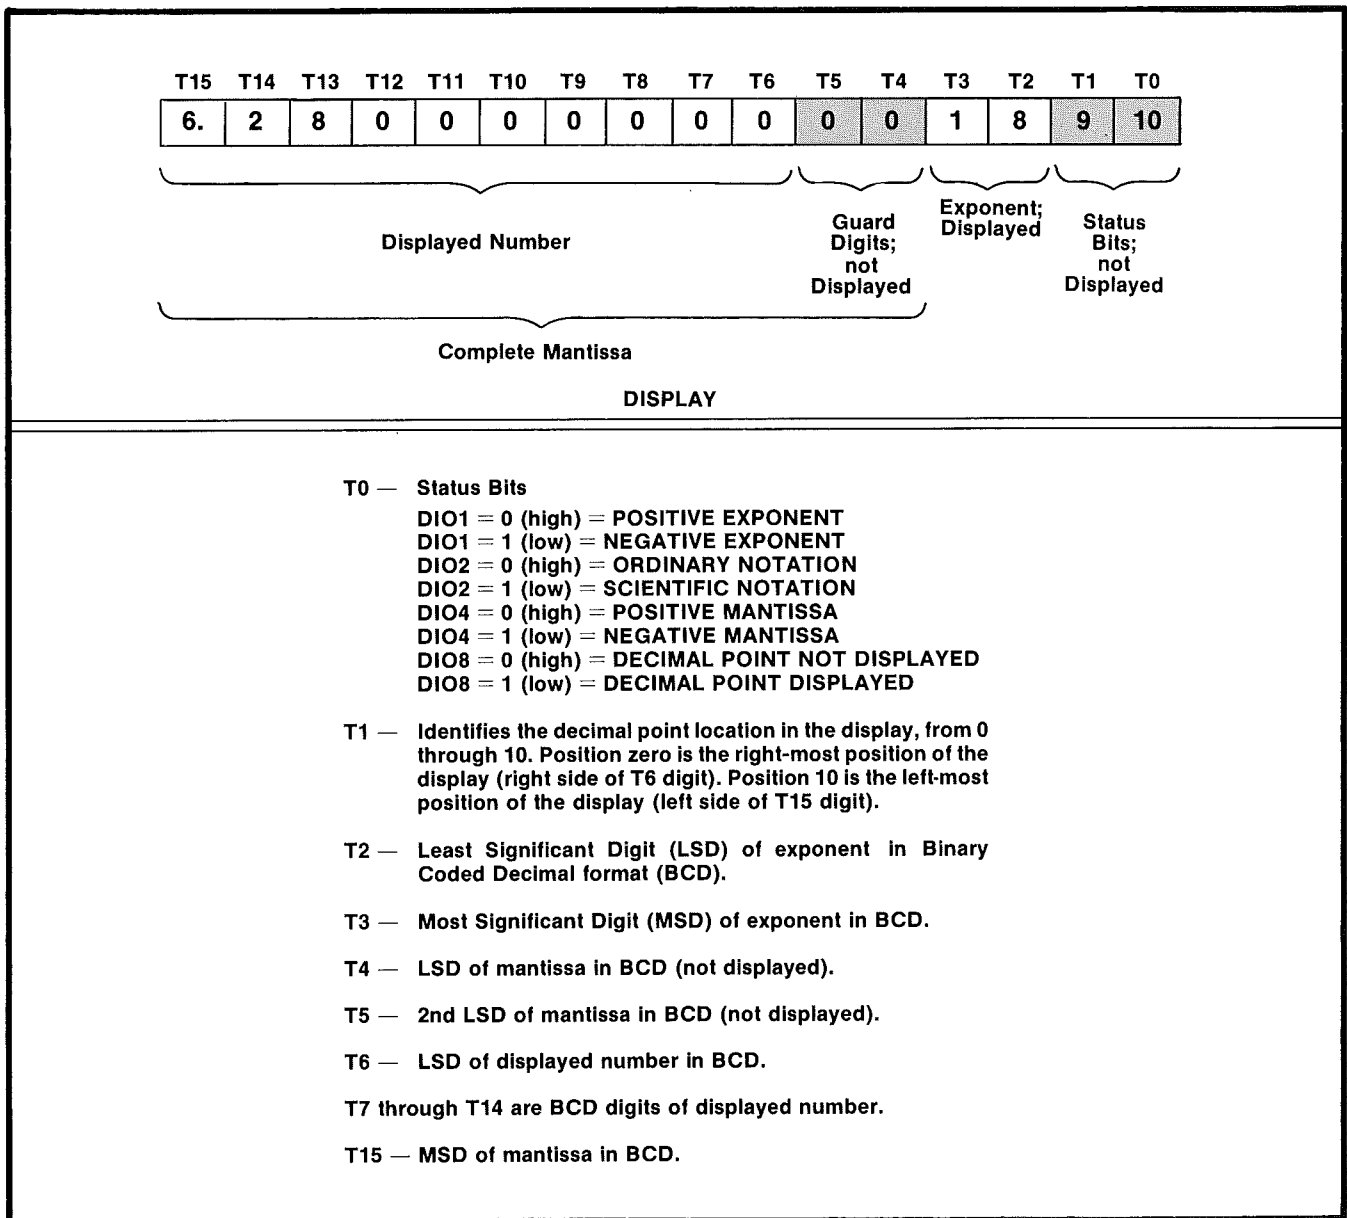 T15 T14 T13 T12 T11 T10 T9 T8 T7 T6 T5 T4 T3 T2 T1 T0
6. 2 8 0 0 0 0 0 0 0 0 0 1 8 9 10
Displayed Number
Guard
Digits;
not
Displayed
Exponent;
Displayed
Status
Bits;
not
Displayed
Complete Mantissa
DISPLAY
T0 — Status Bits
DIO1 = 0 (high) = POSITIVE EXPONENT
DIO1 = 1 (low) = NEGATIVE EXPONENT
DIO2 = 0 (high) = ORDINARY NOTATION
DIO2 = 1 (low) = SCIENTIFIC NOTATION
DIO4 = 0 (high) = POSITIVE MANTISSA
DIO4 = 1 (low) = NEGATIVE MANTISSA
DIO8 = 0 (high) = DECIMAL POINT NOT DISPLAYED
DIO8 = 1 (low) = DECIMAL POINT DISPLAYED
T1 — Identifies the decimal point location in the display, from 0
through 10. Position zero is the right-most position of the
display (right side of T6 digit). Position 10 is the left-most
position of the display (left side of T15 digit).
T2 — Least Significant Digit (LSD) of exponent in Binary
Coded Decimal format (BCD).
T3 — Most Significant Digit (MSD) of exponent in BCD.
T4 — LSD of mantissa in BCD (not displayed).
T5 — 2nd LSD of mantissa in BCD (not displayed).
T6 — LSD of displayed number in BCD.
T7 through T14 are BCD digits of displayed number.
T15 — MSD of mantissa in BCD.